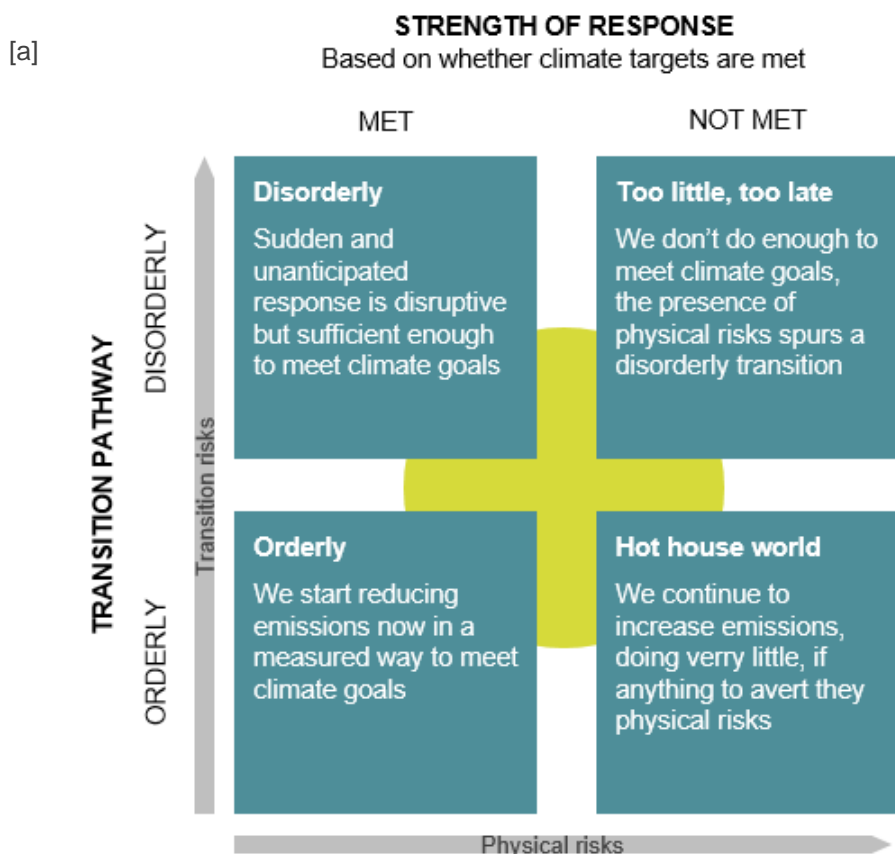 STRENGTH OF RESPONSE
[a]
Based on whether climate targets are met
MET
NOT MET
TRANSITION PATHWAY
DISORDERLY
ORDERLY
Transition risks
Disorderly
Sudden and
unanticipated
response is disruptive
but sufficient enough
to meet climate goals
Too little, too late
We don’t do enough to
meet climate goals,
the presence of
physical risks spurs a
disorderly transition
Orderly
We start reducing
emissions now in a
measured way to meet
climate goals
Hot house world
We continue to
increase emissions,
doing verry little, if
anything to avert they
physical risks
Physical risks